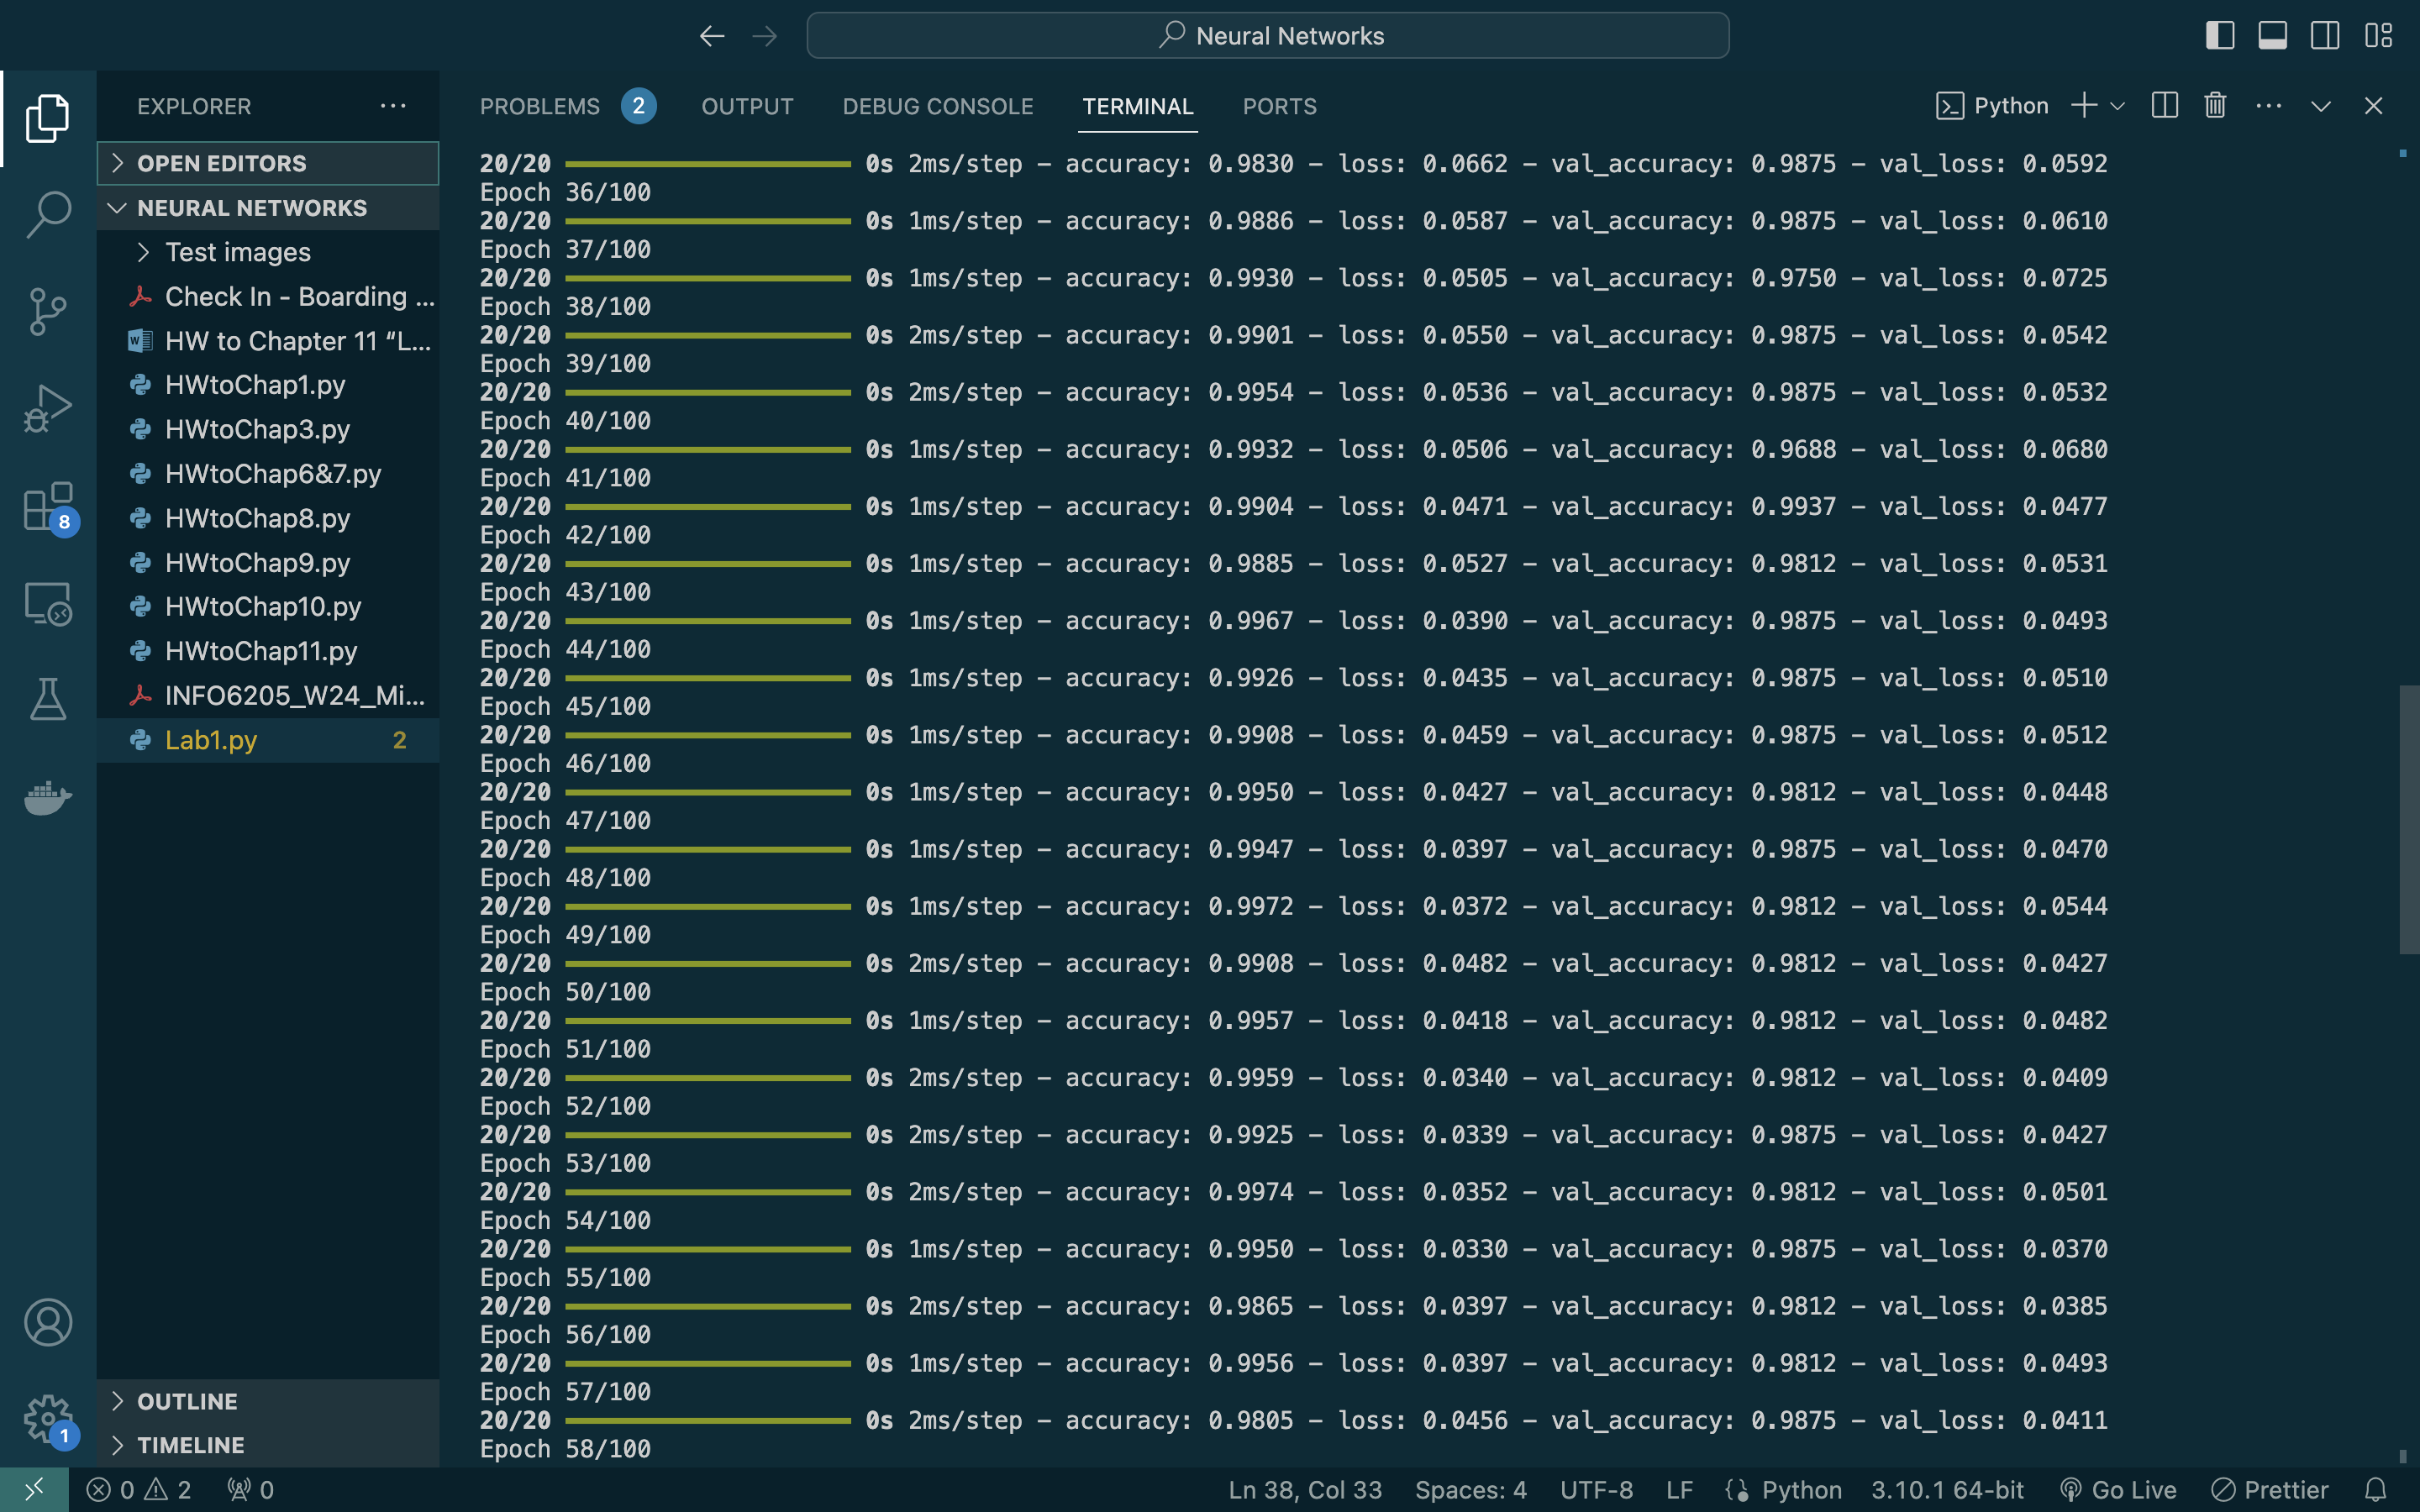 Neural Networks
EXPLORER ···
OPEN EDITORS
NEURAL NETWORKS
Test images
Check In - Boarding ...
HW to Chapter 11 “L...
HWtoChap1.py
HWtoChap3.py
HWtoChap6&7.py
HWtoChap8.py
HWtoChap9.py
HWtoChap10.py
HWtoChap11.py
INFO6205_W24_Mi...
Lab1.py 2
OUTLINE
TIMELINE
8
1
PROBLEMS 2 OUTPUT DEBUG CONSOLE TERMINAL PORTS
Python
20/20 0s 2ms/step – accuracy: 0.9830 – loss: 0.0662 – val_accuracy: 0.9875 – val_loss: 0.0592
Epoch 36/100
20/20 0s 1ms/step – accuracy: 0.9886 – loss: 0.0587 – val_accuracy: 0.9875 – val_loss: 0.0610
Epoch 37/100
20/20 0s 1ms/step – accuracy: 0.9930 – loss: 0.0505 – val_accuracy: 0.9750 – val_loss: 0.0725
Epoch 38/100
20/20 0s 2ms/step – accuracy: 0.9901 – loss: 0.0550 – val_accuracy: 0.9875 – val_loss: 0.0542
Epoch 39/100
20/20 0s 2ms/step – accuracy: 0.9954 – loss: 0.0536 – val_accuracy: 0.9875 – val_loss: 0.0532
Epoch 40/100
20/20 0s 1ms/step – accuracy: 0.9932 – loss: 0.0506 – val_accuracy: 0.9688 – val_loss: 0.0680
Epoch 41/100
20/20 0s 1ms/step – accuracy: 0.9904 – loss: 0.0471 – val_accuracy: 0.9937 – val_loss: 0.0477
Epoch 42/100
20/20 0s 1ms/step – accuracy: 0.9885 – loss: 0.0527 – val_accuracy: 0.9812 – val_loss: 0.0531
Epoch 43/100
20/20 0s 1ms/step – accuracy: 0.9967 – loss: 0.0390 – val_accuracy: 0.9875 – val_loss: 0.0493
Epoch 44/100
20/20 0s 1ms/step – accuracy: 0.9926 – loss: 0.0435 – val_accuracy: 0.9875 – val_loss: 0.0510
Epoch 45/100
20/20 0s 1ms/step – accuracy: 0.9908 – loss: 0.0459 – val_accuracy: 0.9875 – val_loss: 0.0512
Epoch 46/100
20/20 0s 1ms/step – accuracy: 0.9950 – loss: 0.0427 – val_accuracy: 0.9812 – val_loss: 0.0448
Epoch 47/100
20/20 0s 1ms/step – accuracy: 0.9947 – loss: 0.0397 – val_accuracy: 0.9875 – val_loss: 0.0470
Epoch 48/100
20/20 0s 1ms/step – accuracy: 0.9972 – loss: 0.0372 – val_accuracy: 0.9812 – val_loss: 0.0544
Epoch 49/100
20/20 0s 2ms/step – accuracy: 0.9908 – loss: 0.0482 – val_accuracy: 0.9812 – val_loss: 0.0427
Epoch 50/100
20/20 0s 1ms/step – accuracy: 0.9957 – loss: 0.0418 – val_accuracy: 0.9812 – val_loss: 0.0482
Epoch 51/100
20/20 0s 2ms/step – accuracy: 0.9959 – loss: 0.0340 – val_accuracy: 0.9812 – val_loss: 0.0409
Epoch 52/100
20/20 0s 2ms/step – accuracy: 0.9925 – loss: 0.0339 – val_accuracy: 0.9875 – val_loss: 0.0427
Epoch 53/100
20/20 0s 2ms/step – accuracy: 0.9974 – loss: 0.0352 – val_accuracy: 0.9812 – val_loss: 0.0501
Epoch 54/100
20/20 0s 1ms/step – accuracy: 0.9950 – loss: 0.0330 – val_accuracy: 0.9875 – val_loss: 0.0370
Epoch 55/100
20/20 0s 2ms/step – accuracy: 0.9865 – loss: 0.0397 – val_accuracy: 0.9812 – val_loss: 0.0385
Epoch 56/100
20/20 0s 1ms/step – accuracy: 0.9956 – loss: 0.0397 – val_accuracy: 0.9812 – val_loss: 0.0493
Epoch 57/100
20/20 0s 2ms/step – accuracy: 0.9805 – loss: 0.0456 – val_accuracy: 0.9875 – val_loss: 0.0411
Epoch 58/100
0 2 0 Ln 38, Col 33 Spaces: 4 UTF-8 LF Python 3.10.1 64-bit Go Live Prettier